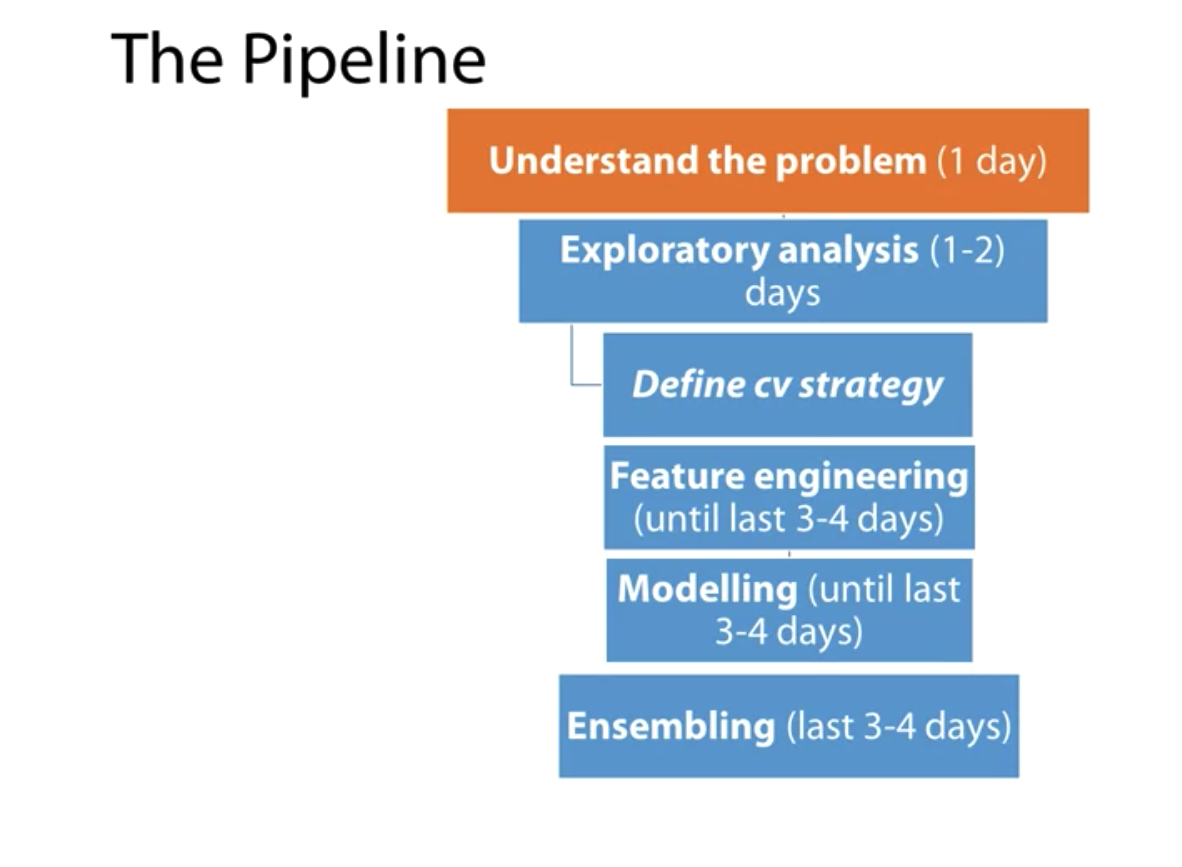 The Pipeline
Understand the problem (1 day)
Exploratory analysis (1-2)
days
Define cv strategy
Feature engineering
(until last 3-4 days)
Modelling (until last
3-4 days)
Ensembling (last 3-4 days)